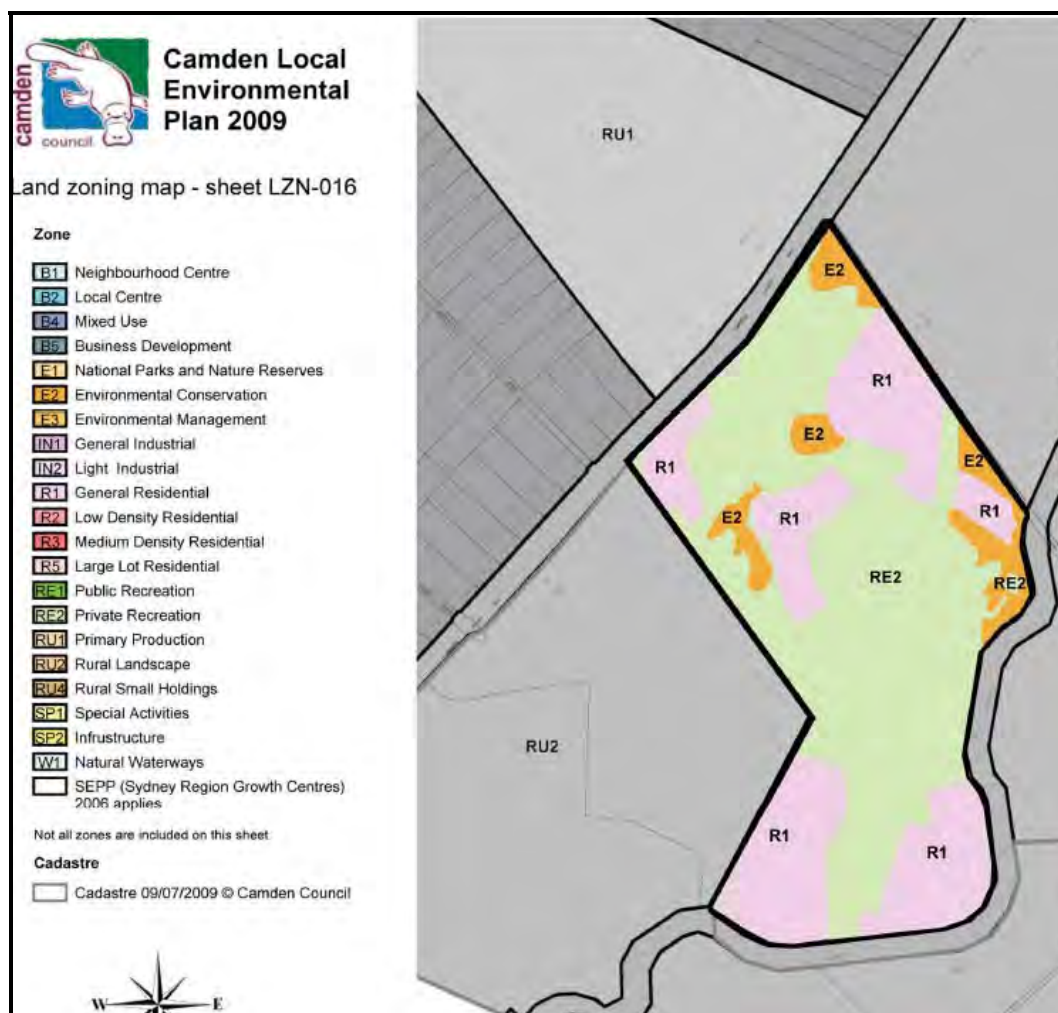 camden
council
Camden Local
Environmental
Plan 2009
Land zoning map - sheet LZN-016
Zone
B1 Neighbourhood Centre
B2 Local Centre
B4 Mixed Use
B5 Business Development
E1 National Parks and Nature Reserves
E2 Environmental Conservation
E3 Environmental Management
IN1 General Industrial
IN2 Light Industrial
R1 General Residential
R2 Low Density Residential
R3 Medium Density Residential
R5 Large Lot Residential
RE1 Public Recreation
RE2 Private Recreation
RU1 Primary Production
RU2 Rural Landscape
RU4 Rural Small Holdings
SP1 Special Activities
SP2 Infrastructure
W1 Natural Waterways
SEPP (Sydney Region Growth Centres)
2006 applies
Not all zones are included on this sheet
Cadastre
Cadastre 09/07/2009 © Camden Council
W E
RU1
E2
R1
E2
R1
E2
E2
R1
R1
RE2
RE2
RU2
R1
R1